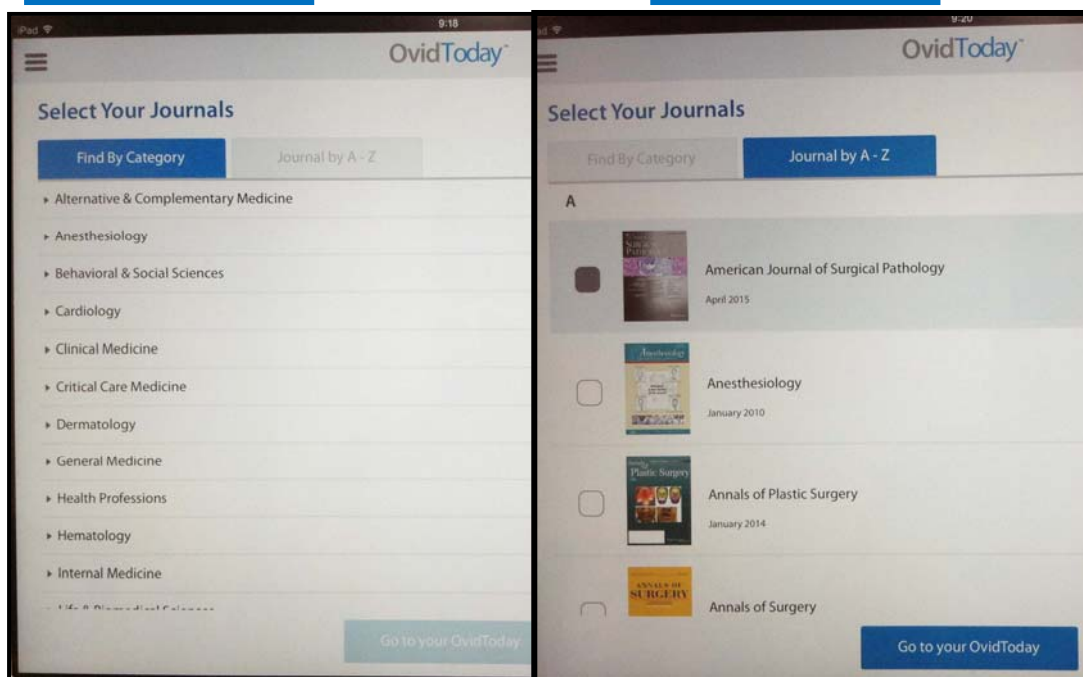 iPad
9:18
OvidToday
Select Your Journals
Find By Category
Journal by A - Z
▸ Alternative & Complementary Medicine
▸ Anesthesiology
▸ Behavioral & Social Sciences
▸ Cardiology
▸ Clinical Medicine
▸ Critical Care Medicine
▸ Dermatology
▸ General Medicine
▸ Health Professions
▸ Hematology
▸ Internal Medicine
Go to your OvidToday
9:20
OvidToday
Select Your Journals
Find By Category
Journal by A - Z
A
American Journal of Surgical Pathology
April 2015
Anesthesiology
Anesthesiology
January 2010
Plastic Surgery
Annals of Plastic Surgery
January 2014
ANNALS OF
SURGERY
Annals of Surgery
Go to your OvidToday